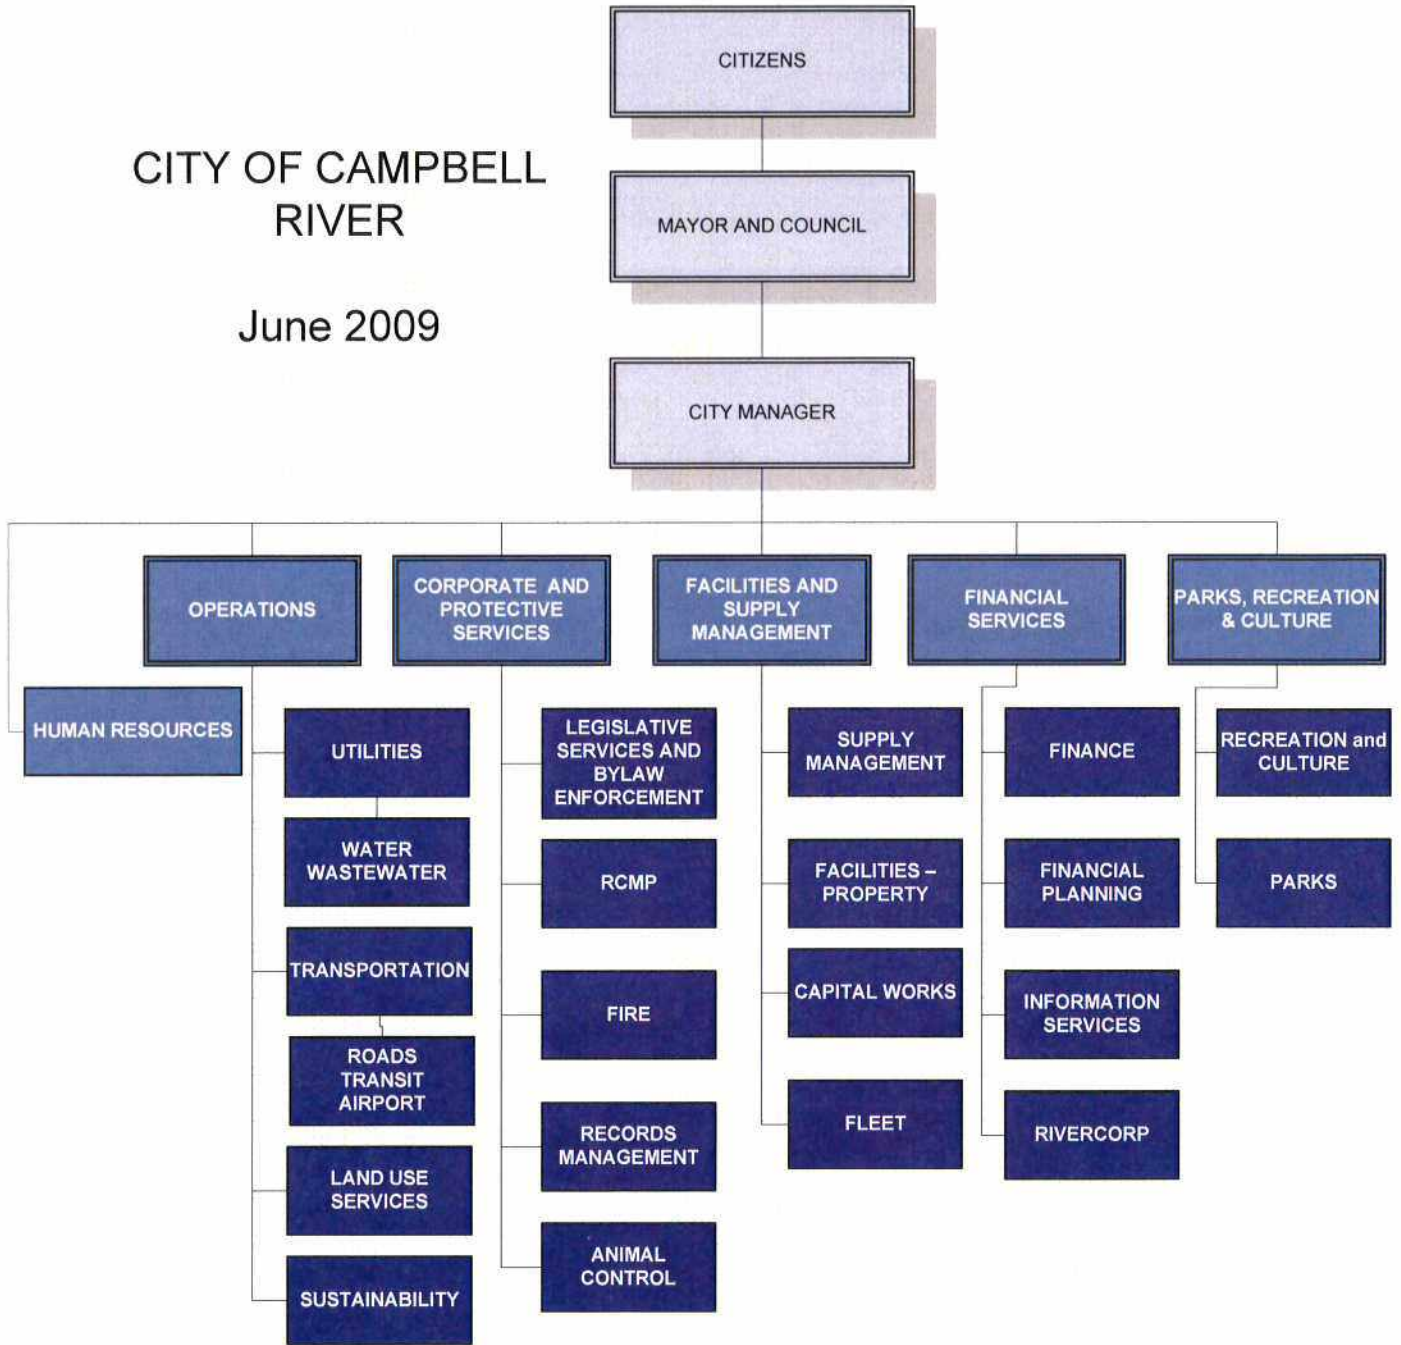 CITIZENS
CITY OF CAMPBELL
RIVER
June 2009
MAYOR AND COUNCIL
CITY MANAGER
OPERATIONS
CORPORATE AND
PROTECTIVE
SERVICES
FACILITIES AND
SUPPLY
MANAGEMENT
FINANCIAL
SERVICES
PARKS, RECREATION
& CULTURE
HUMAN RESOURCES
UTILITIES
WATER
WASTEWATER
TRANSPORTATION
ROADS
TRANSIT
AIRPORT
LAND USE
SERVICES
SUSTAINABILITY
LEGISLATIVE
SERVICES AND
BYLAW
ENFORCEMENT
RCMP
FIRE
RECORDS
MANAGEMENT
ANIMAL
CONTROL
SUPPLY
MANAGEMENT
FACILITIES –
PROPERTY
CAPITAL WORKS
FLEET
FINANCE
FINANCIAL
PLANNING
INFORMATION
SERVICES
RIVERCORP
RECREATION and
CULTURE
PARKS